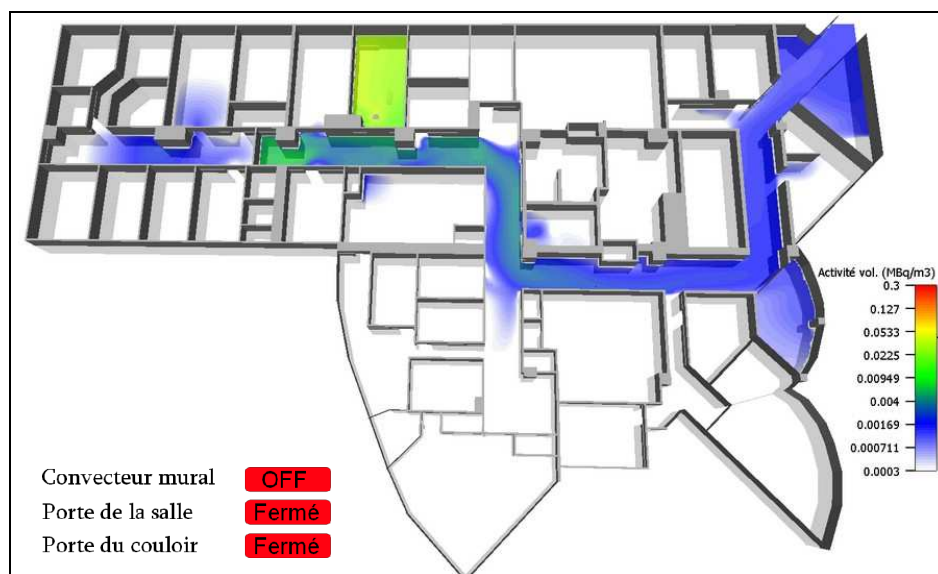 Activité vol. (MBq/m3)
0.3
0.127
0.0533
0.0225
0.00949
0.004
0.00169
0.000711
0.0003
Convecteur mural OFF
Porte de la salle Fermé
Porte du couloir Fermé